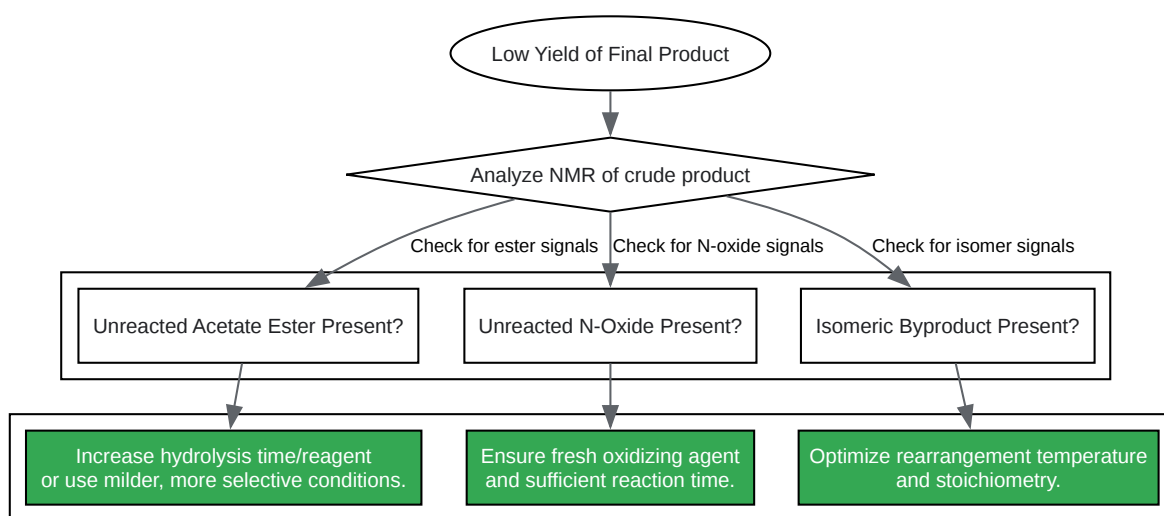 Low Yield of Final Product
Analyze NMR of crude product
Check for ester signals
Check for N-oxide signals
Check for isomer signals
Unreacted Acetate Ester Present?
Unreacted N-Oxide Present?
Isomeric Byproduct Present?
Increase hydrolysis time/reagent
or use milder, more selective conditions.
Ensure fresh oxidizing agent
and sufficient reaction time.
Optimize rearrangement temperature
and stoichiometry.